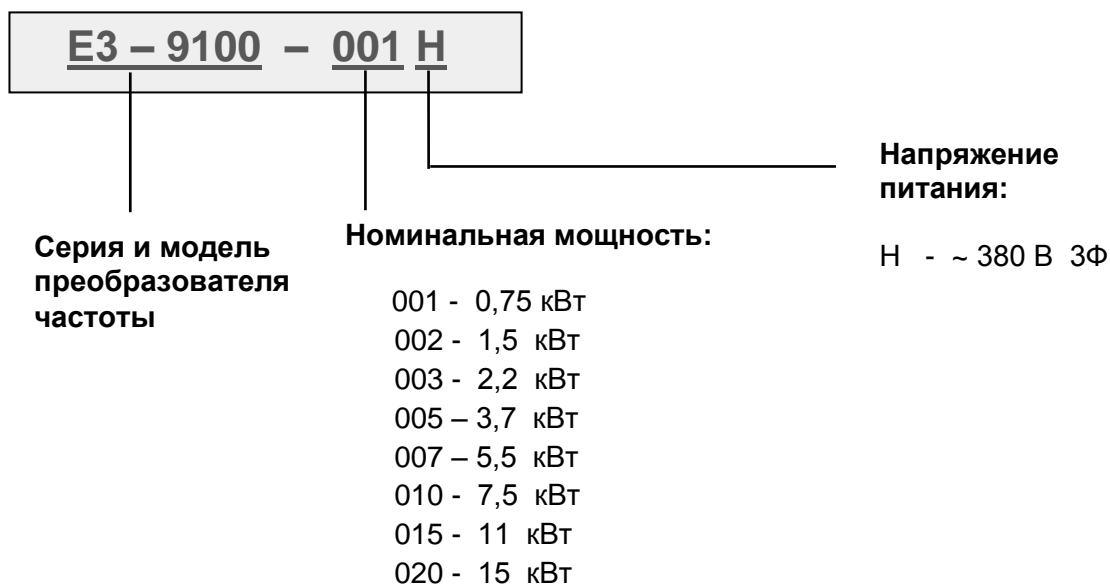 Е3 – 9100 – 001 Н
Серия и модель
преобразователя
частоты
Номинальная мощность:
001 - 0,75 кВт
002 - 1,5 кВт
003 - 2,2 кВт
005 – 3,7 кВт
007 – 5,5 кВт
010 - 7,5 кВт
015 - 11 кВт
020 - 15 кВт
Напряжение
питания:
Н - ~ 380 В 3Ф